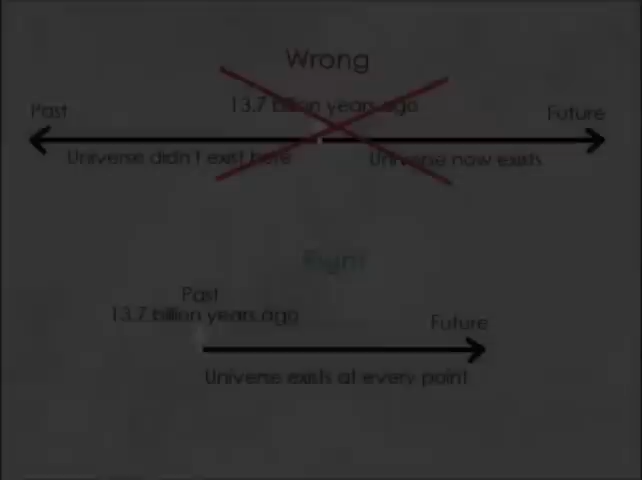 Wrong
13.7 billion years ago
Past
Future
Universe didn't exist here
Universe now exists
Right
Past
13.7 billion years ago
Future
Universe exists at every point